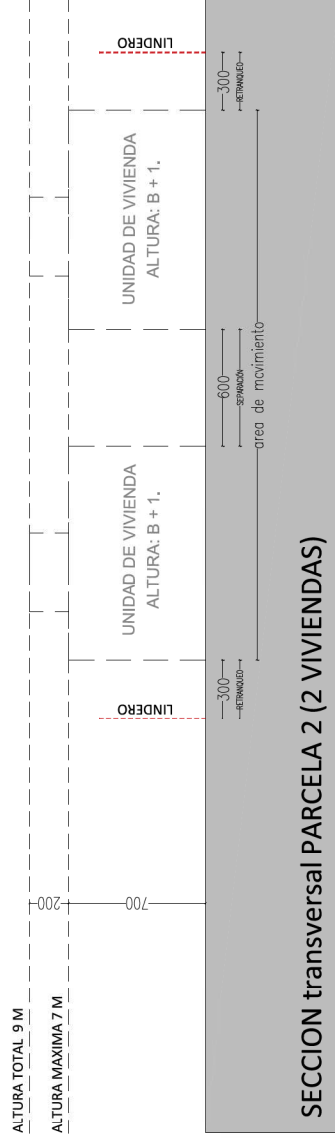 ALTURA TOTAL 9 M
ALTURA MAXIMA 7 M
200
700
LINDERO
UNIDAD DE VIVIENDA
ALTURA: B + 1.
UNIDAD DE VIVIENDA
ALTURA: B + 1.
LINDERO
300
RETRANQUEO
600
SEPARACIÓN
300
RETRANQUEO
area de movimiento
SECCION transversal PARCELA 2 (2 VIVIENDAS)